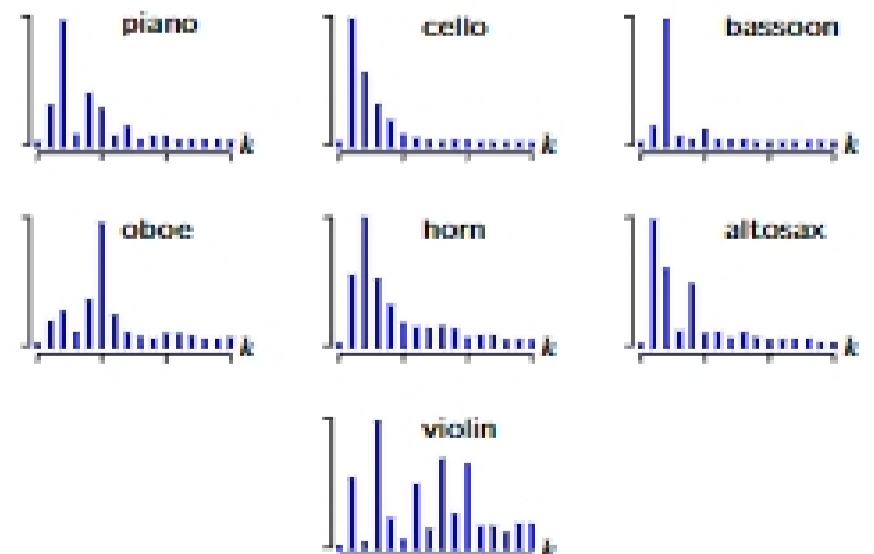 piano
cello
bassoon
k
k
k
oboe
horn
altosax
k
k
k
violin
k